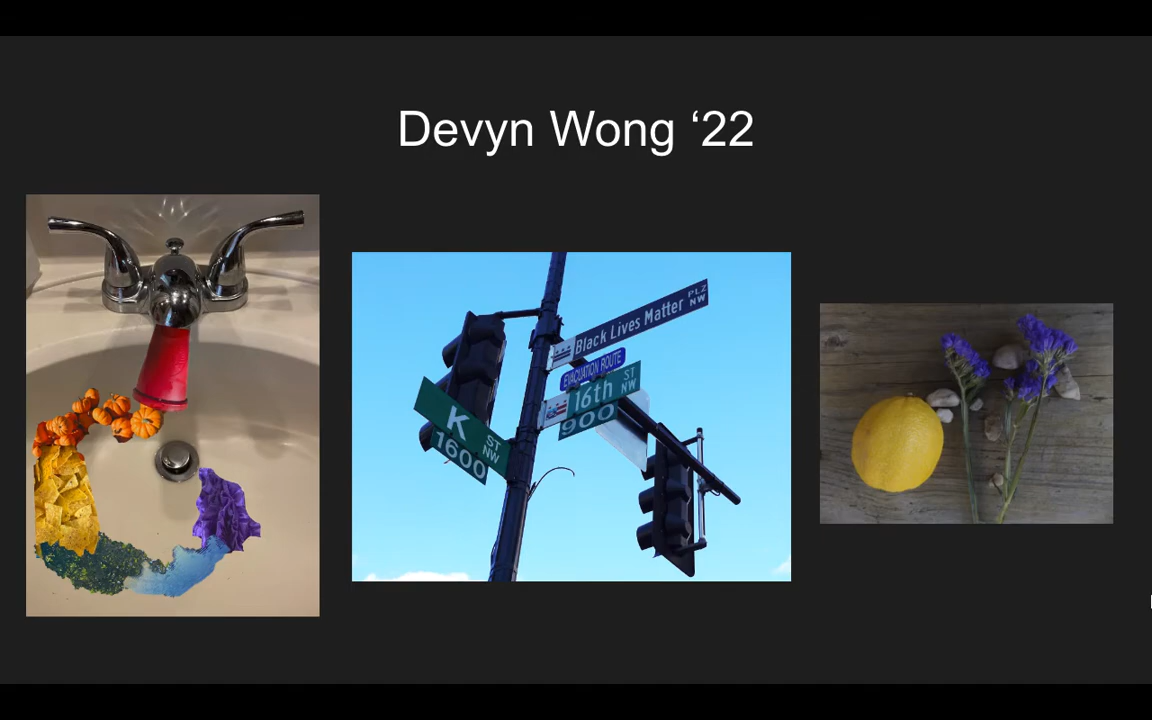 Devyn Wong ‘22
Black Lives Matter PLZ NW
EVACUATION ROUTE
16th ST NW
900
K ST NW
1600